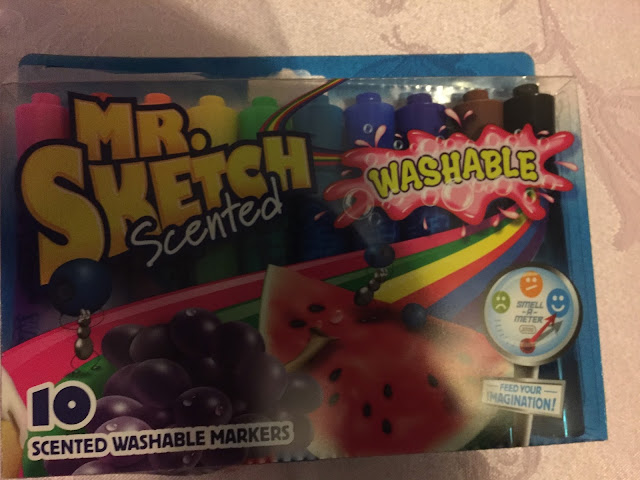 MR.
SKETCH
Scented
WASHABLE
SMELL
-R-
METER
FEED YOUR
IMAGINATION!
10
SCENTED WASHABLE MARKERS